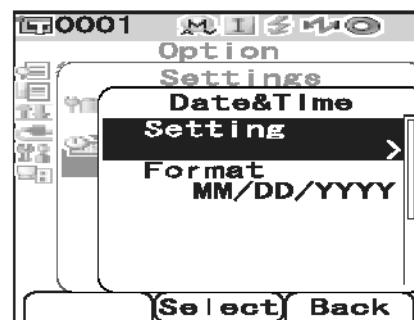 0001 M I
Option
Settings
Date&Time
Setting
Format
MM/DD/YYYY
Select Back